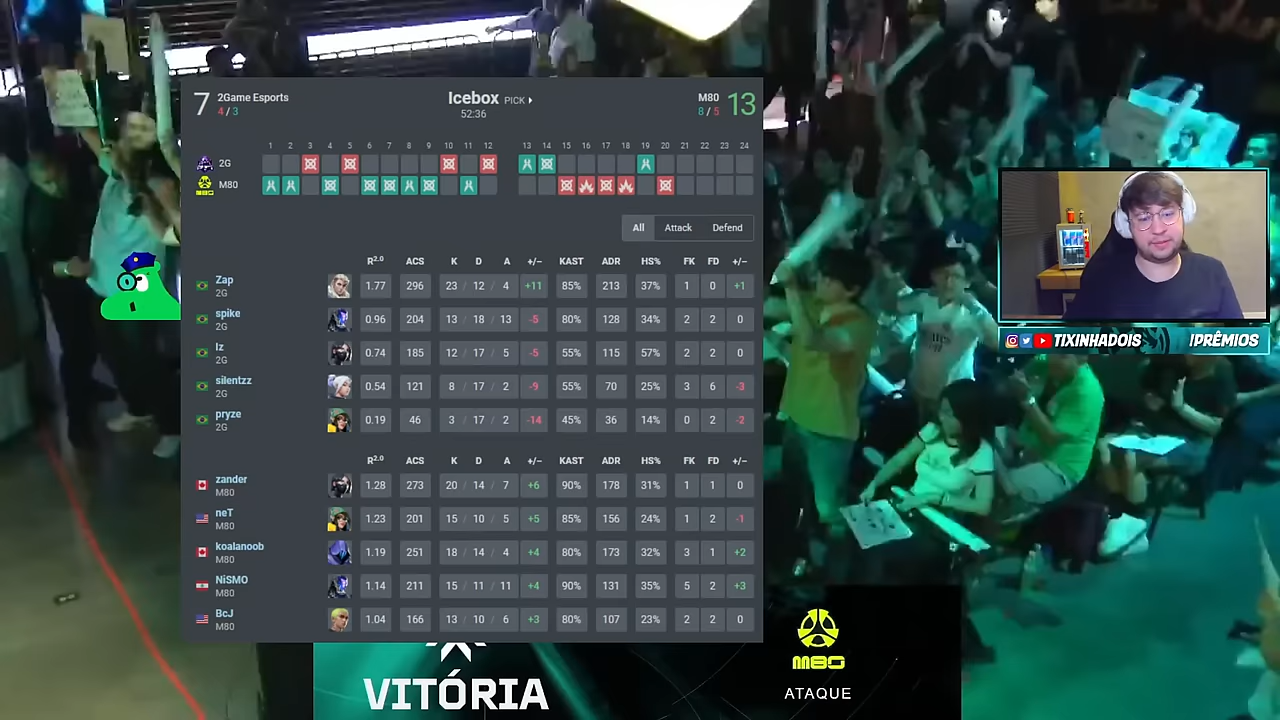 7 2Game Esports 4 / 3 Icebox PICK 52:36 M80 8 / 5 13
1 2 3 4 5 6 7 8 9 10 11 12 13 14 15 16 17 18 19 20 21 22 23 24
2G
M80
All Attack Defend
R2.0 ACS K D A +/– KAST ADR HS% FK FD +/–
Zap 2G 1.77 296 23 / 12 / 4 +11 85% 213 37% 1 0 +1
spike 2G 0.96 204 13 / 18 / 13 -5 80% 128 34% 2 2 0
lz 2G 0.74 185 12 / 17 / 5 -5 55% 115 57% 2 2 0
silentzz 2G 0.54 121 8 / 17 / 2 -9 55% 70 25% 3 6 -3
pryze 2G 0.19 46 3 / 17 / 2 -14 45% 36 14% 0 2 -2
R2.0 ACS K D A +/– KAST ADR HS% FK FD +/–
zander M80 1.28 273 20 / 14 / 7 +6 90% 178 31% 1 1 0
neT M80 1.23 201 15 / 10 / 5 +5 85% 156 24% 1 2 -1
koalanoob M80 1.19 251 18 / 14 / 4 +4 80% 173 32% 3 1 +2
NiSMO M80 1.14 211 15 / 11 / 11 +4 90% 131 35% 5 2 +3
BcJ M80 1.04 166 13 / 10 / 6 +3 80% 107 23% 2 2 0
TIXINHADOIS !PRÊMIOS
VITÓRIA
M80
ATAQUE